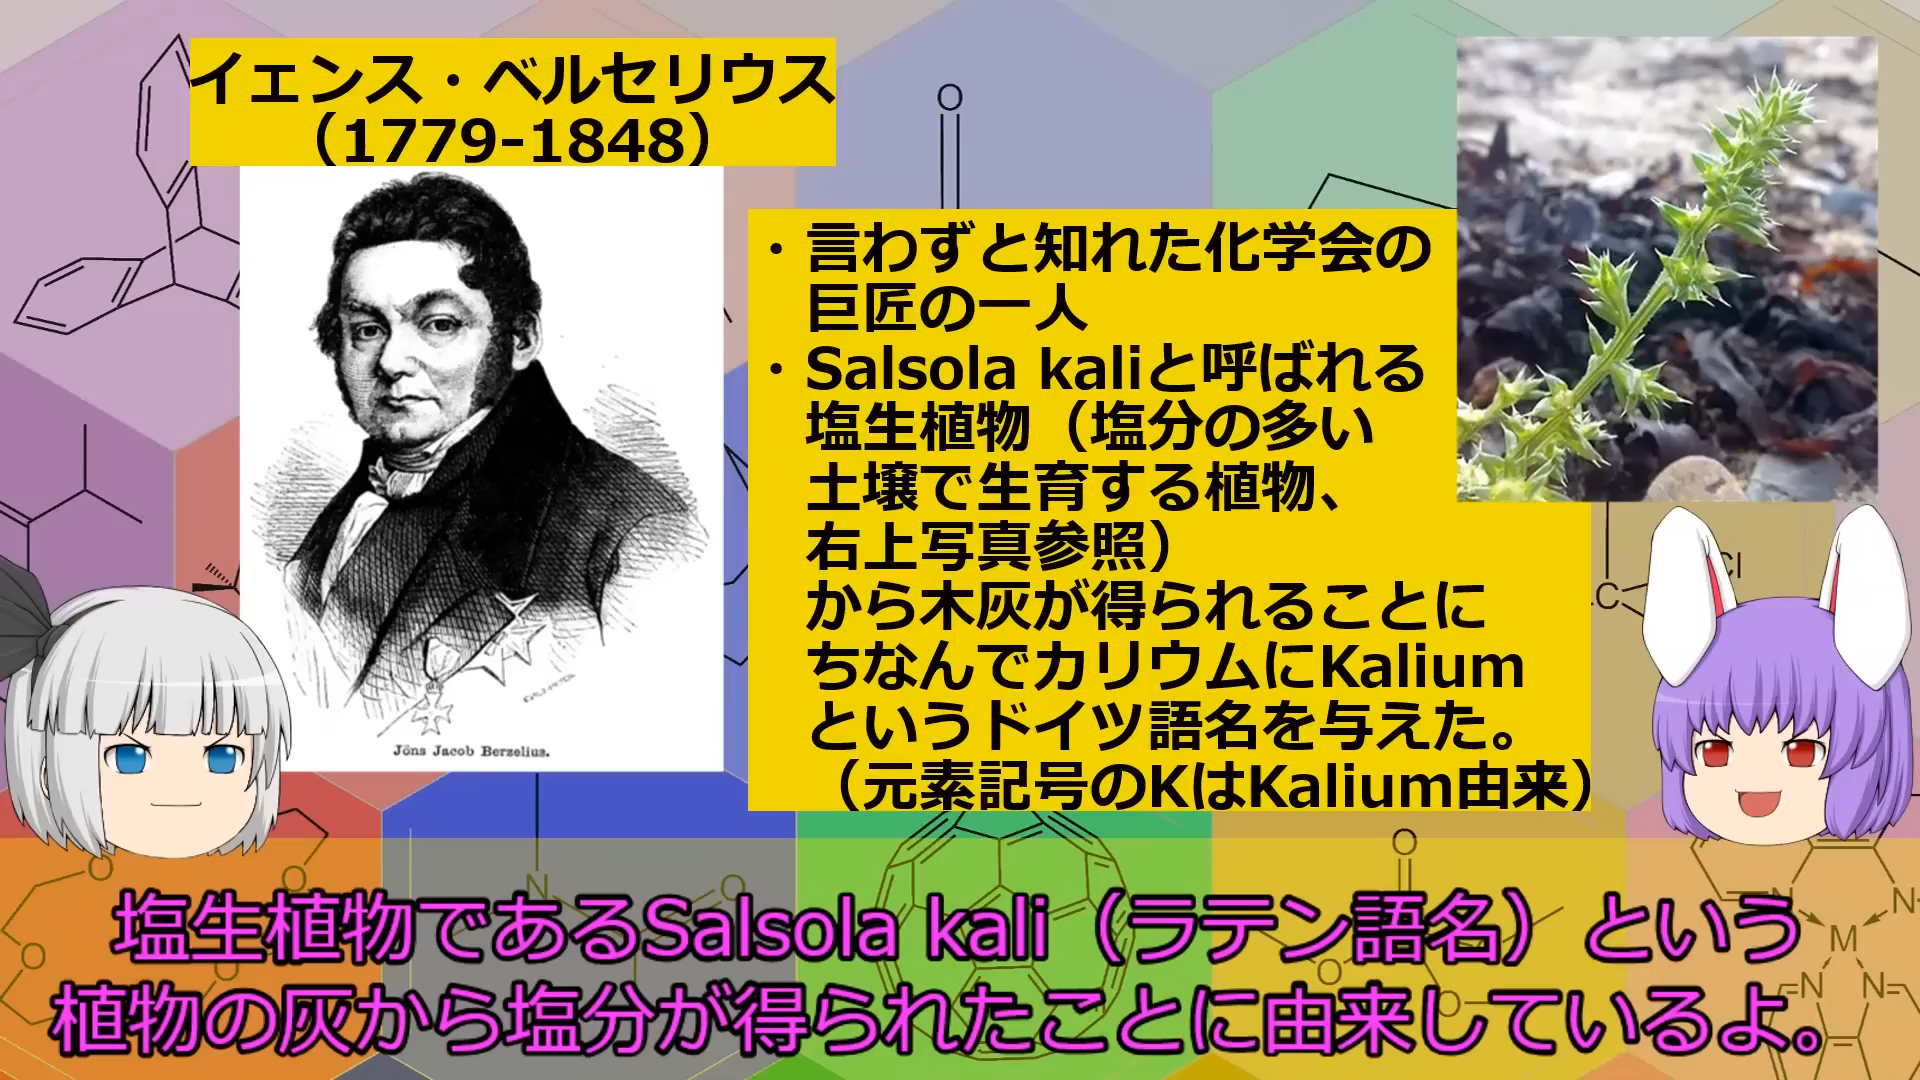 イェンス・ベルセリウス
（1779-1848）
Jöns Jacob Berzelius.
・言わずと知れた化学会の
巨匠の一人
・Salsola kaliと呼ばれる
塩生植物（塩分の多い
土壌で生育する植物、
右上写真参照）
から木灰が得られることに
ちなんでカリウムにKalium
というドイツ語名を与えた。
（元素記号のKはKalium由来）
塩生植物であるSalsola kali（ラテン語名）という
植物の灰から塩分が得られたことに由来しているよ。